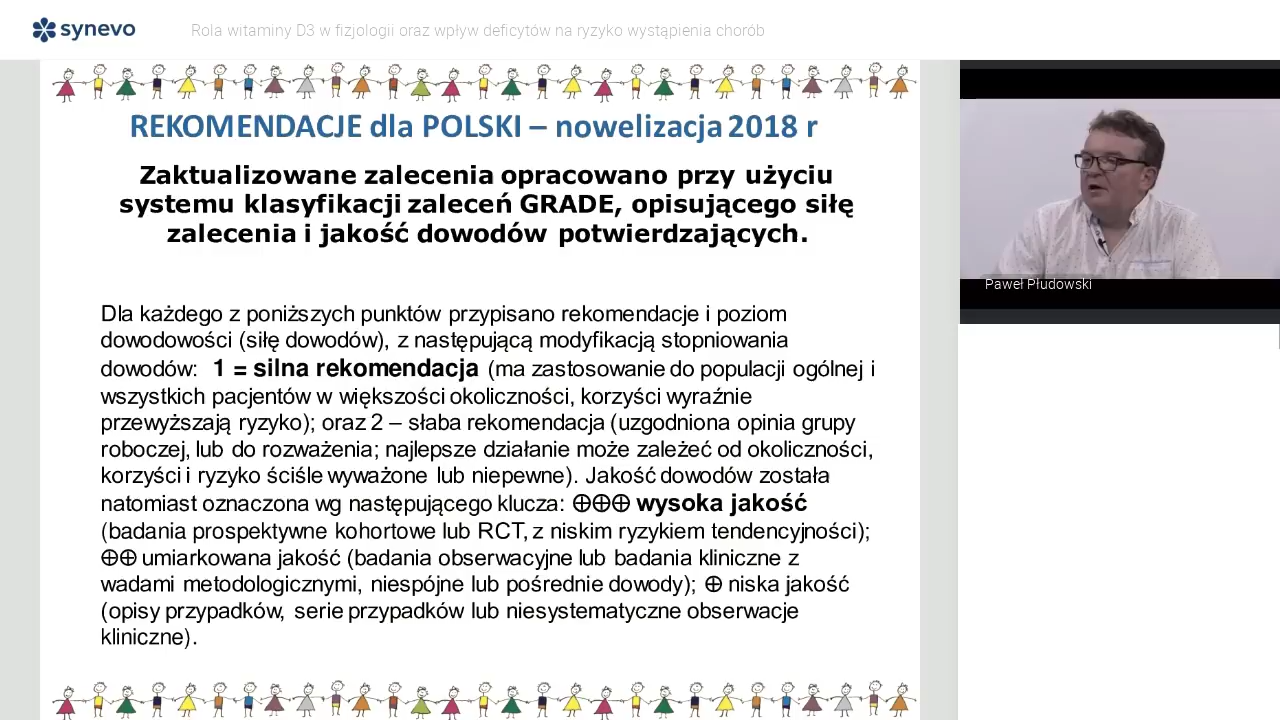 synevo
Rola witaminy D3 w fizjologii oraz wpływ deficytów na ryzyko wystąpienia chorób
REKOMENDACJE dla POLSKI – nowelizacja 2018 r
Zaktualizowane zalecenia opracowano przy użyciu
systemu klasyfikacji zaleceń GRADE, opisującego siłę
zalecenia i jakość dowodów potwierdzających.
Dla każdego z poniższych punktów przypisano rekomendacje i poziom
dowodowości (siłę dowodów), z następującą modyfikacją stopniowania
dowodów: 1 = silna rekomendacja (ma zastosowanie do populacji ogólnej i
wszystkich pacjentów w większości okoliczności, korzyści wyraźnie
przewyższają ryzyko); oraz 2 – słaba rekomendacja (uzgodniona opinia grupy
roboczej, lub do rozważenia; najlepsze działanie może zależeć od okoliczności,
korzyści i ryzyko ściśle wyważone lub niepewne). Jakość dowodów została
natomiast oznaczona wg następującego klucza: ⊕⊕⊕ wysoka jakość
(badania prospektywne kohortowe lub RCT, z niskim ryzykiem tendencyjności);
⊕⊕ umiarkowana jakość (badania obserwacyjne lub badania kliniczne z
wadami metodologicznymi, niespójne lub pośrednie dowody); ⊕ niska jakość
(opisy przypadków, serie przypadków lub niesystematyczne obserwacje
kliniczne).
Paweł Płudowski